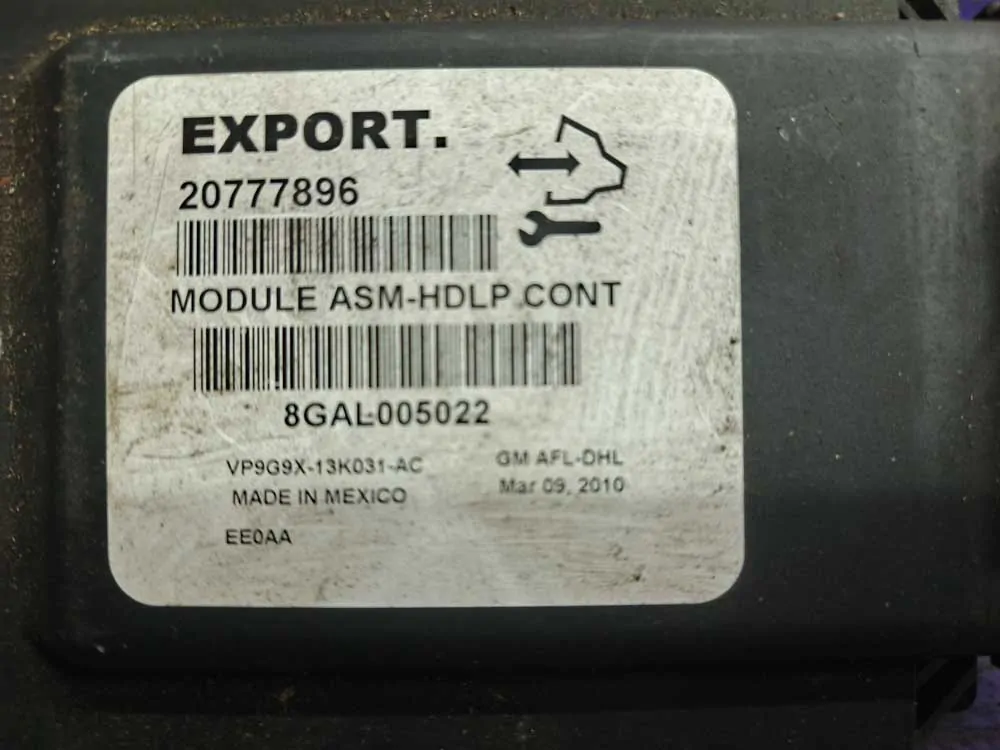 EXPORT.
20777896
MODULE ASM-HDLP CONT
8GAL005022
VP9G9X-13K031-AC
GM AFL-DHL
MADE IN MEXICO
Mar 09, 2010
EE0AA